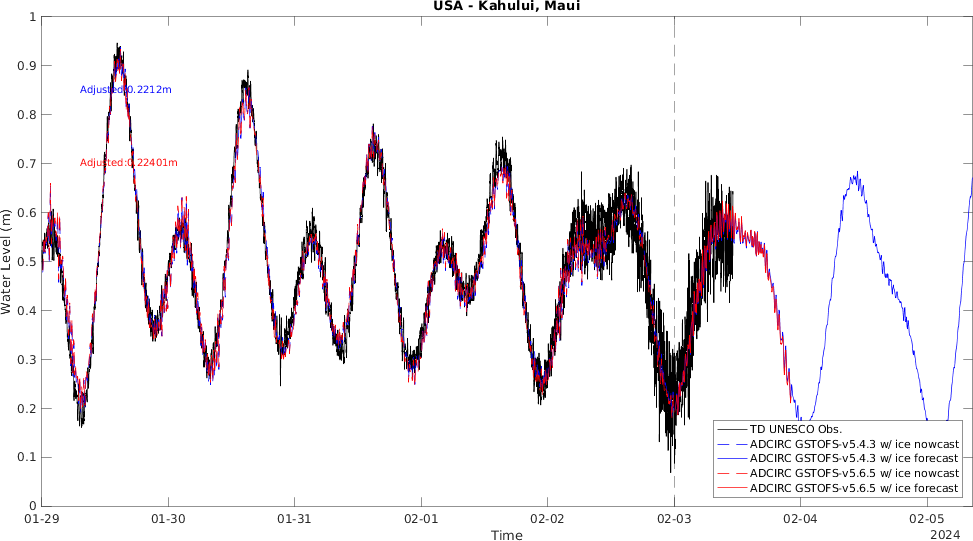 USA - Kahului, Maui
1
0.9
0.8
0.7
0.6
0.5
0.4
0.3
0.2
0.1
0
Water Level (m)
Adjusted:0.2212m
Adjusted:0.22401m
TD UNESCO Obs.
ADCIRC GSTOFS-v5.4.3 w/ ice nowcast
ADCIRC GSTOFS-v5.4.3 w/ ice forecast
ADCIRC GSTOFS-v5.6.5 w/ ice nowcast
ADCIRC GSTOFS-v5.6.5 w/ ice forecast
01-29 01-30 01-31 02-01 02-02 02-03 02-04 02-05
Time
2024